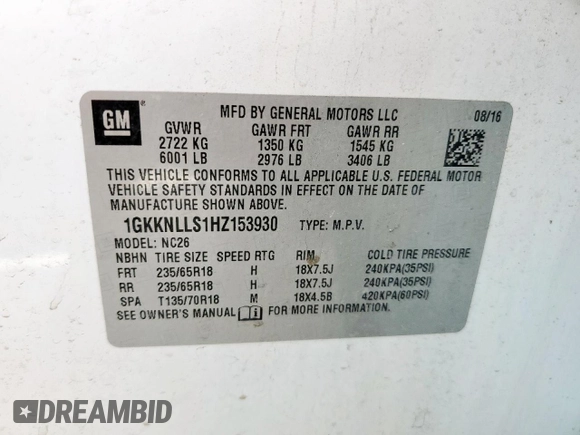 GM
MFD BY GENERAL MOTORS LLC 08/16
GVWR GAWR FRT GAWR RR
2722 KG 1350 KG 1545 KG
6001 LB 2976 LB 3406 LB
THIS VEHICLE CONFORMS TO ALL APPLICABLE U.S. FEDERAL MOTOR
VEHICLE SAFETY STANDARDS IN EFFECT ON THE DATE OF
MANUFACTURE SHOWN ABOVE.
1GKKNLLS1HZ153930 TYPE: M.P.V.
MODEL: NC26
NBHN TIRE SIZE SPEED RTG RIM COLD TIRE PRESSURE
FRT 235/65R18 H 18X7.5J 240KPA(35PSI)
RR 235/65R18 H 18X7.5J 240KPA(35PSI)
SPA T135/70R18 M 18X4.5B 420KPA(60PSI)
SEE OWNER'S MANUAL FOR MORE INFORMATION.
DREAMBID